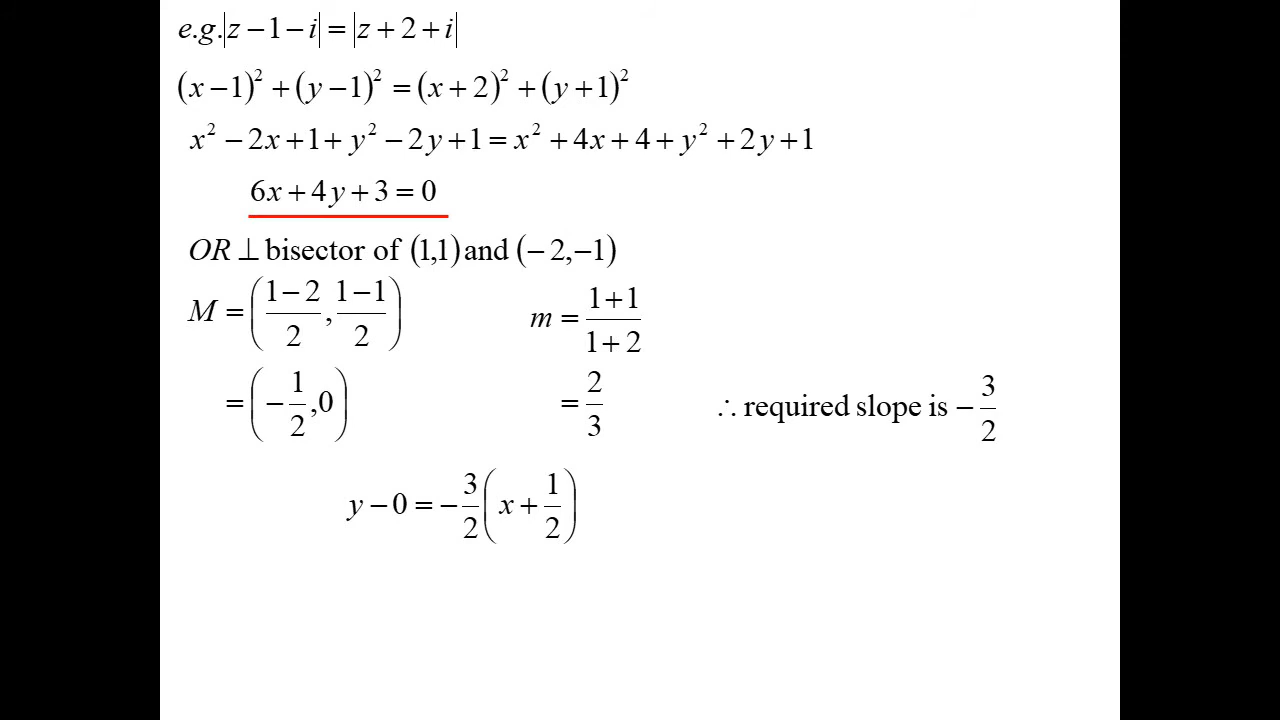 e.g.|z − 1 − i| = |z + 2 + i|
(x − 1)² + (y − 1)² = (x + 2)² + (y + 1)²
x² − 2x + 1 + y² − 2y + 1 = x² + 4x + 4 + y² + 2y + 1
6x + 4y + 3 = 0
OR ⊥ bisector of (1,1) and (− 2,−1)
M = ((1 − 2)/2, (1 − 1)/2) m = (1 + 1)/(1 + 2)
= (− 1/2, 0) = 2/3 ∴ required slope is − 3/2
y − 0 = − 3/2 (x + 1/2)